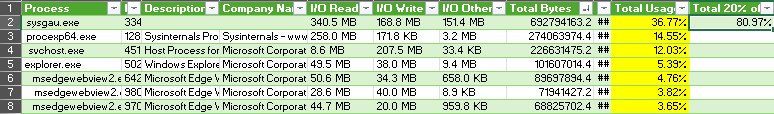 1 Process I Description Company Name I/O Read I/O Write I/O Other Total Bytes Total Usage Total 20% of
2 sysgau.exe 334 340.5 MB 168.8 MB 151.4 MB 692794163.2 ## 36.77% 80.97%
3 procexp64.exe 128 Sysinternals Pro Sysinternals - www 258.0 MB 171.8 KB 3.2 MB 274063974.4 ## 14.55%
4 svchost.exe 451 Host Process for Microsoft Corporat 8.6 MB 207.5 MB 33.4 KB 226631475.2 ## 12.03%
5 explorer.exe 502 Windows Explore Microsoft Corporat 49.5 MB 38.0 MB 9.4 MB 101607014.4 ## 5.39%
6 msedgewebview2.e 642 Microsoft Edge V Microsoft Corporat 50.6 MB 34.3 MB 658.0 KB 89697894.4 ## 4.76%
7 msedgewebview2. 980 Microsoft Edge V Microsoft Corporat 28.6 MB 40.0 MB 8.9 KB 71941427.2 ## 3.82%
8 msedgewebview2.e 970 Microsoft Edge V Microsoft Corporat 44.7 MB 20.0 MB 959.8 KB 68825702.4 ## 3.65%